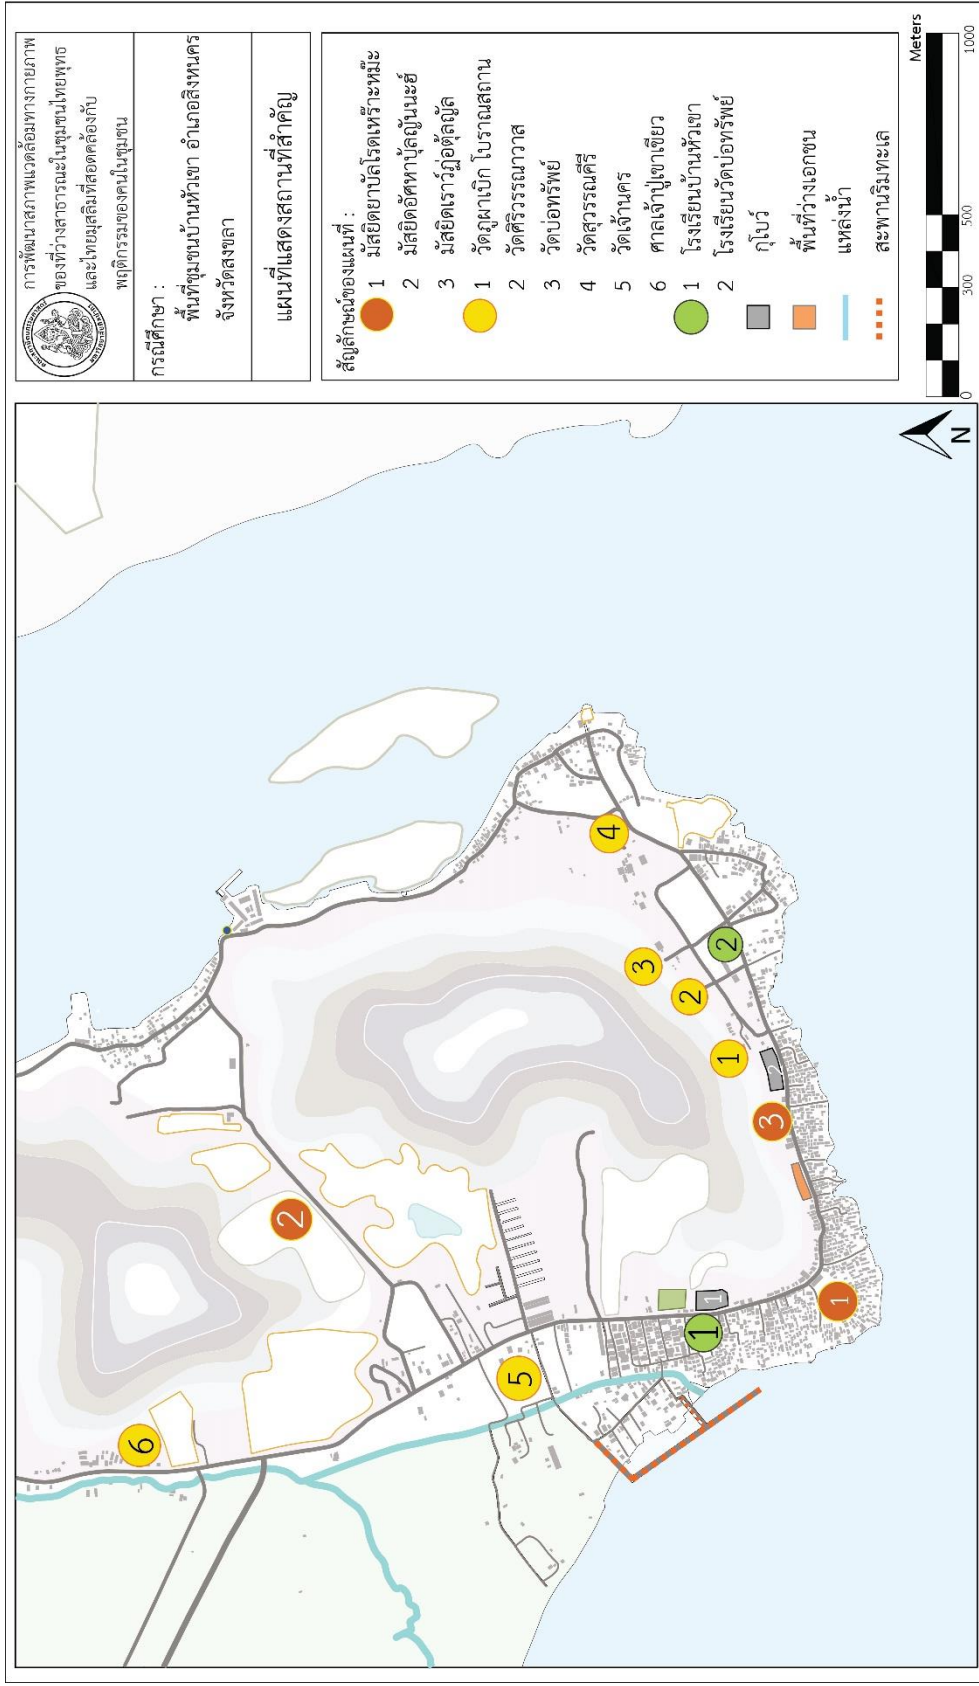 การพัฒนาสภาพแวดล้อมทางกายภาพ
ของที่ว่างสาธารณะในชุมชนไทยพุทธ
และไทยมุสลิมที่สอดคล้องกับ
พฤติกรรมของคนในชุมชน
กรณีศึกษา :
พื้นที่ชุมชนบ้านหัวเขา อำเภอสิงหนคร
จังหวัดสงขลา
แผนที่แสดงสถานที่สำคัญ
สัญลักษณ์ของแผนที่ :
1 มัสยิดยาบัลโรดเหร๊าะหม๊ะ
2 มัสยิดอัศหาบุ้ลญันนะฮ์
3 มัสยิดเราว์ฎอตุ้ลญัล
1 วัดภูผาเบิก โบราณสถาน
2 วัดศิริวรรณาวาส
3 วัดบ่อทรัพย์
4 วัดสุวรรณคีรี
5 วัดเจ้านคร
6 ศาลเจ้าปู่เขาเขียว
1 โรงเรียนบ้านหัวเขา
2 โรงเรียนวัดบ่อทรัพย์
กุโบว์
พื้นที่ว่างเอกชน
แหล่งน้ำ
สะพานริมทะเล
Meters
0 300 500 1000
N
6
2
5
4
3
2
1
2
2
3
1
1
1